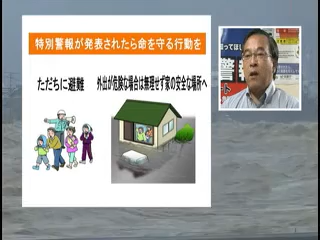 特別警報が発表されたら命を守る行動を
ただちに避難
外出が危険な場合は無理せず家の安全な場所へ